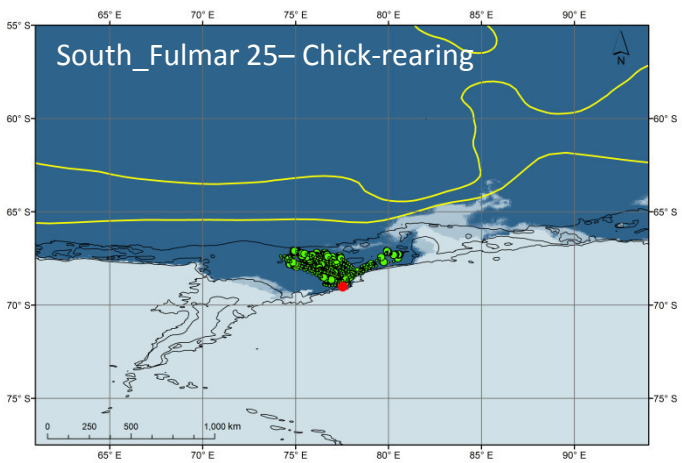 65° E 70° E 75° E 80° E 85° E 90° E
55° S 55° S
South_Fulmar 25– Chick-rearing
N
60° S 60° S
65° S 65° S
70° S 70° S
75° S 75° S
0 250 500 1,000 km
65° E 70° E 75° E 80° E 85° E 90° E